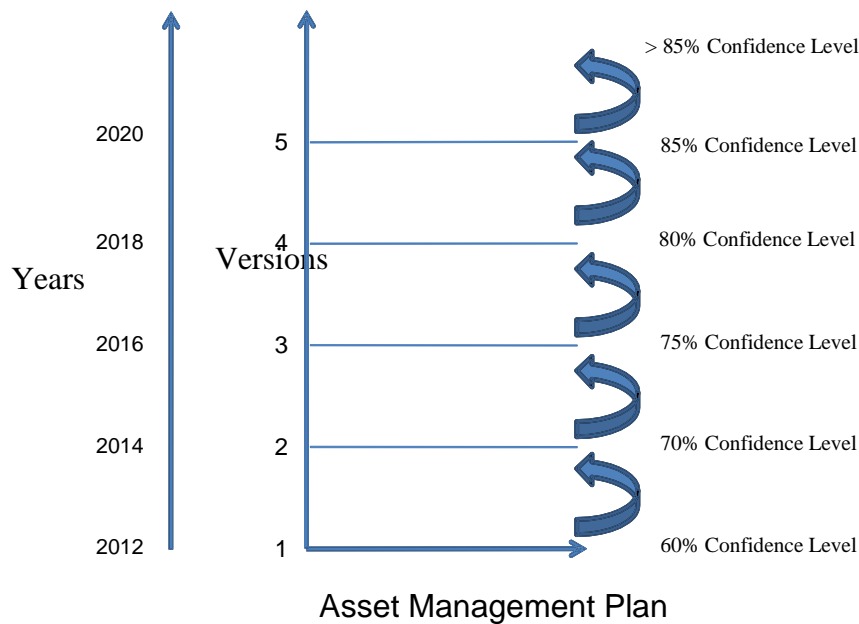 > 85% Confidence Level
2020
5
85% Confidence Level
2018
4
80% Confidence Level
Versions
Years
2016
3
75% Confidence Level
2014
2
70% Confidence Level
2012
1
60% Confidence Level
Asset Management Plan